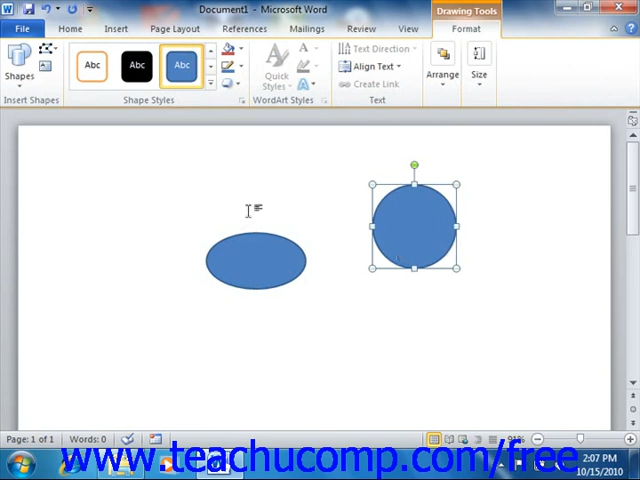 Document1 - Microsoft Word
Drawing Tools
File Home Insert Page Layout References Mailings Review View Format
Shapes
Abc Abc Abc
Quick Styles
Text Direction
Align Text
Create Link
Arrange
Size
Insert Shapes Shape Styles WordArt Styles Text
Page: 1 of 1 Words: 0 91%
www.teachucomp.com/free
2:07 PM
10/15/2010